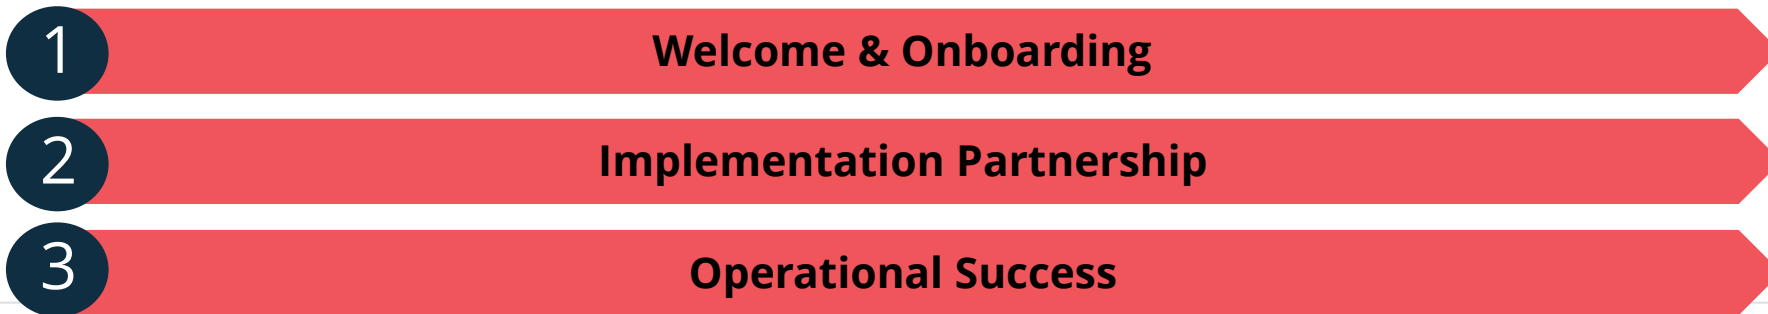 1 Welcome & Onboarding
2 Implementation Partnership
3 Operational Success